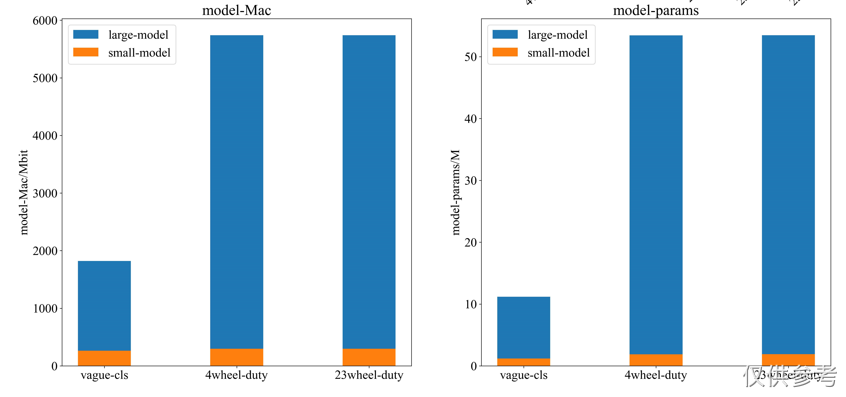 model-Mac
large-model
small-model
model-Mac/Mbit
6000
5000
4000
3000
2000
1000
0
vague-cls
4wheel-duty
23wheel-duty
model-params
large-model
small-model
model-params/M
50
40
30
20
10
0
vague-cls
4wheel-duty
23wheel-duty
仅供参考